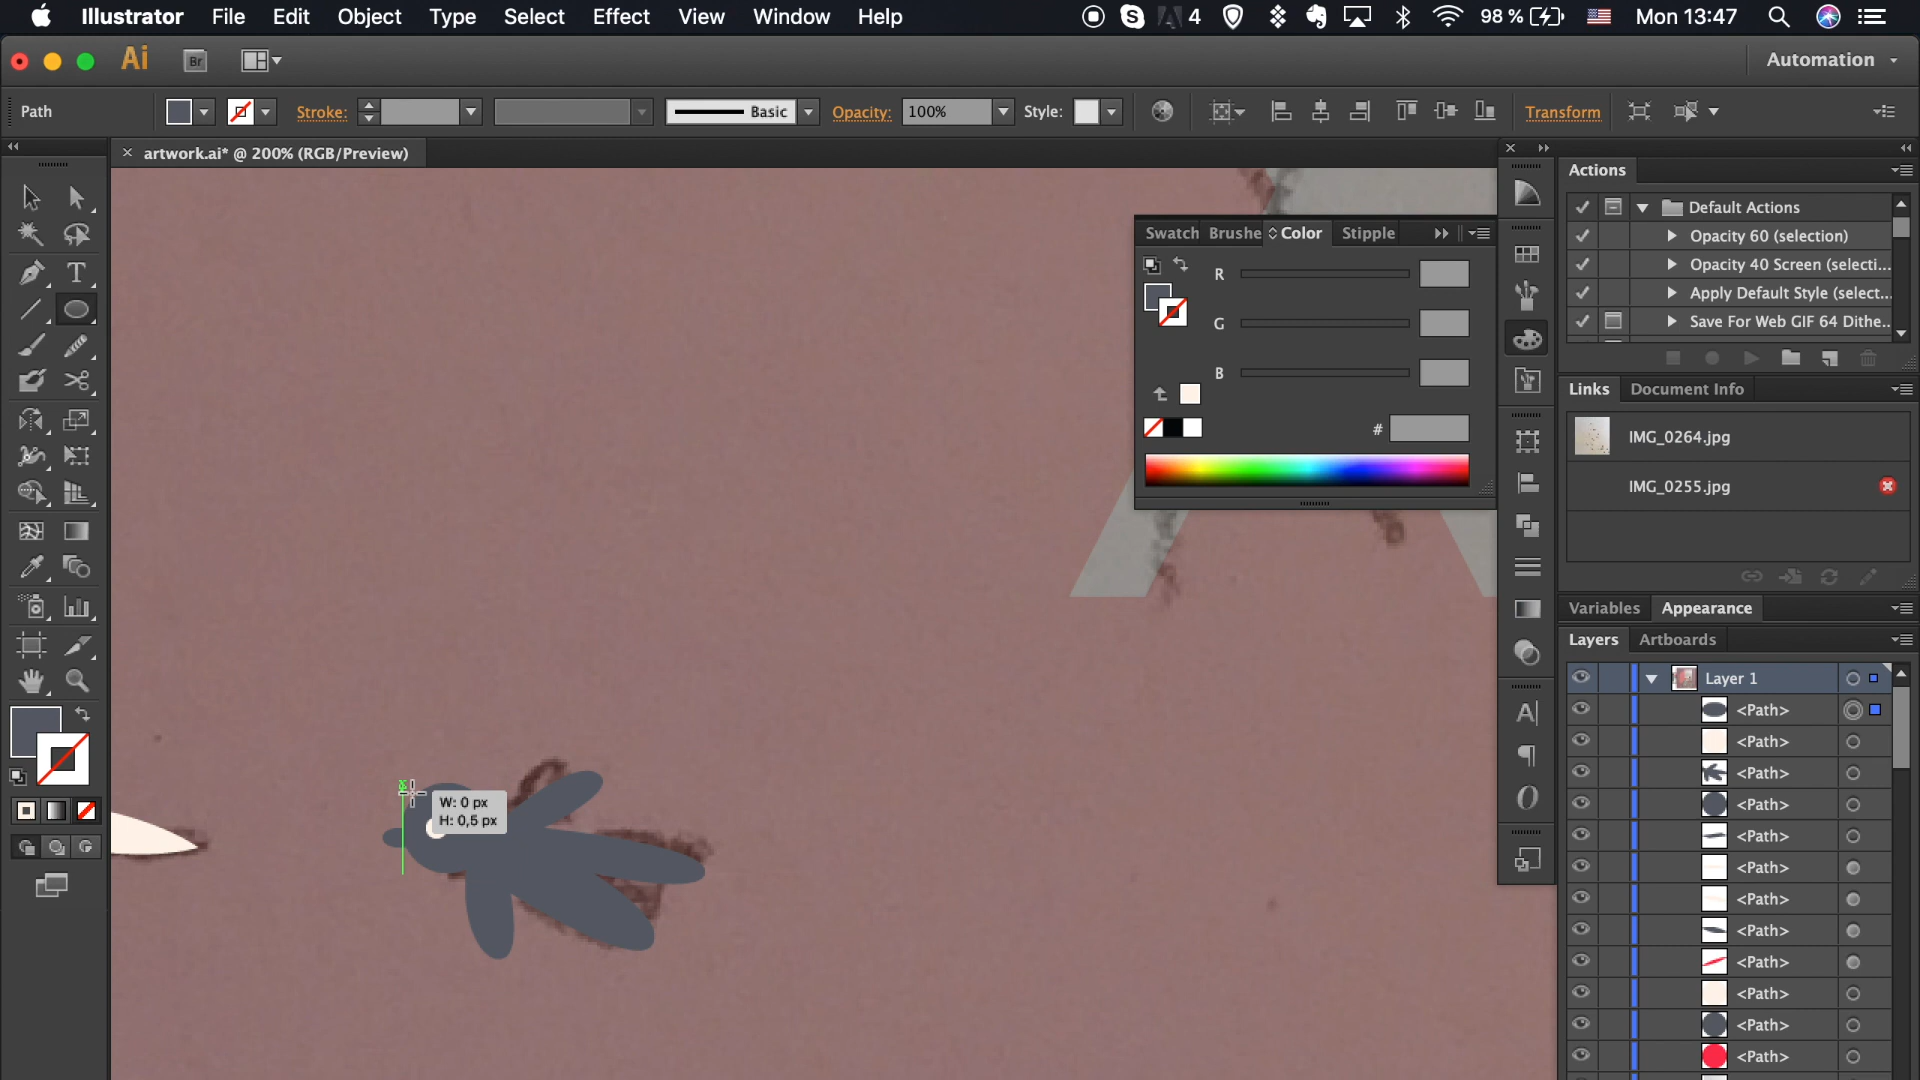 Illustrator File Edit Object Type Select Effect View Window Help
4 98 % Mon 13:47
Ai Br Automation
Path Stroke: Basic Opacity: 100% Style: Transform
artwork.ai* @ 200% (RGB/Preview)
Swatch Brushe Color Stipple
R
G
B
#
W: 0 px
H: 0,5 px
Actions
Default Actions
Opacity 60 (selection)
Opacity 40 Screen (selecti...
Apply Default Style (select...
Save For Web GIF 64 Dithe...
Links Document Info
IMG_0264.jpg
IMG_0255.jpg
Variables Appearance
Layers Artboards
Layer 1
<Path>
<Path>
<Path>
<Path>
<Path>
<Path>
<Path>
<Path>
<Path>
<Path>
<Path>
<Path>